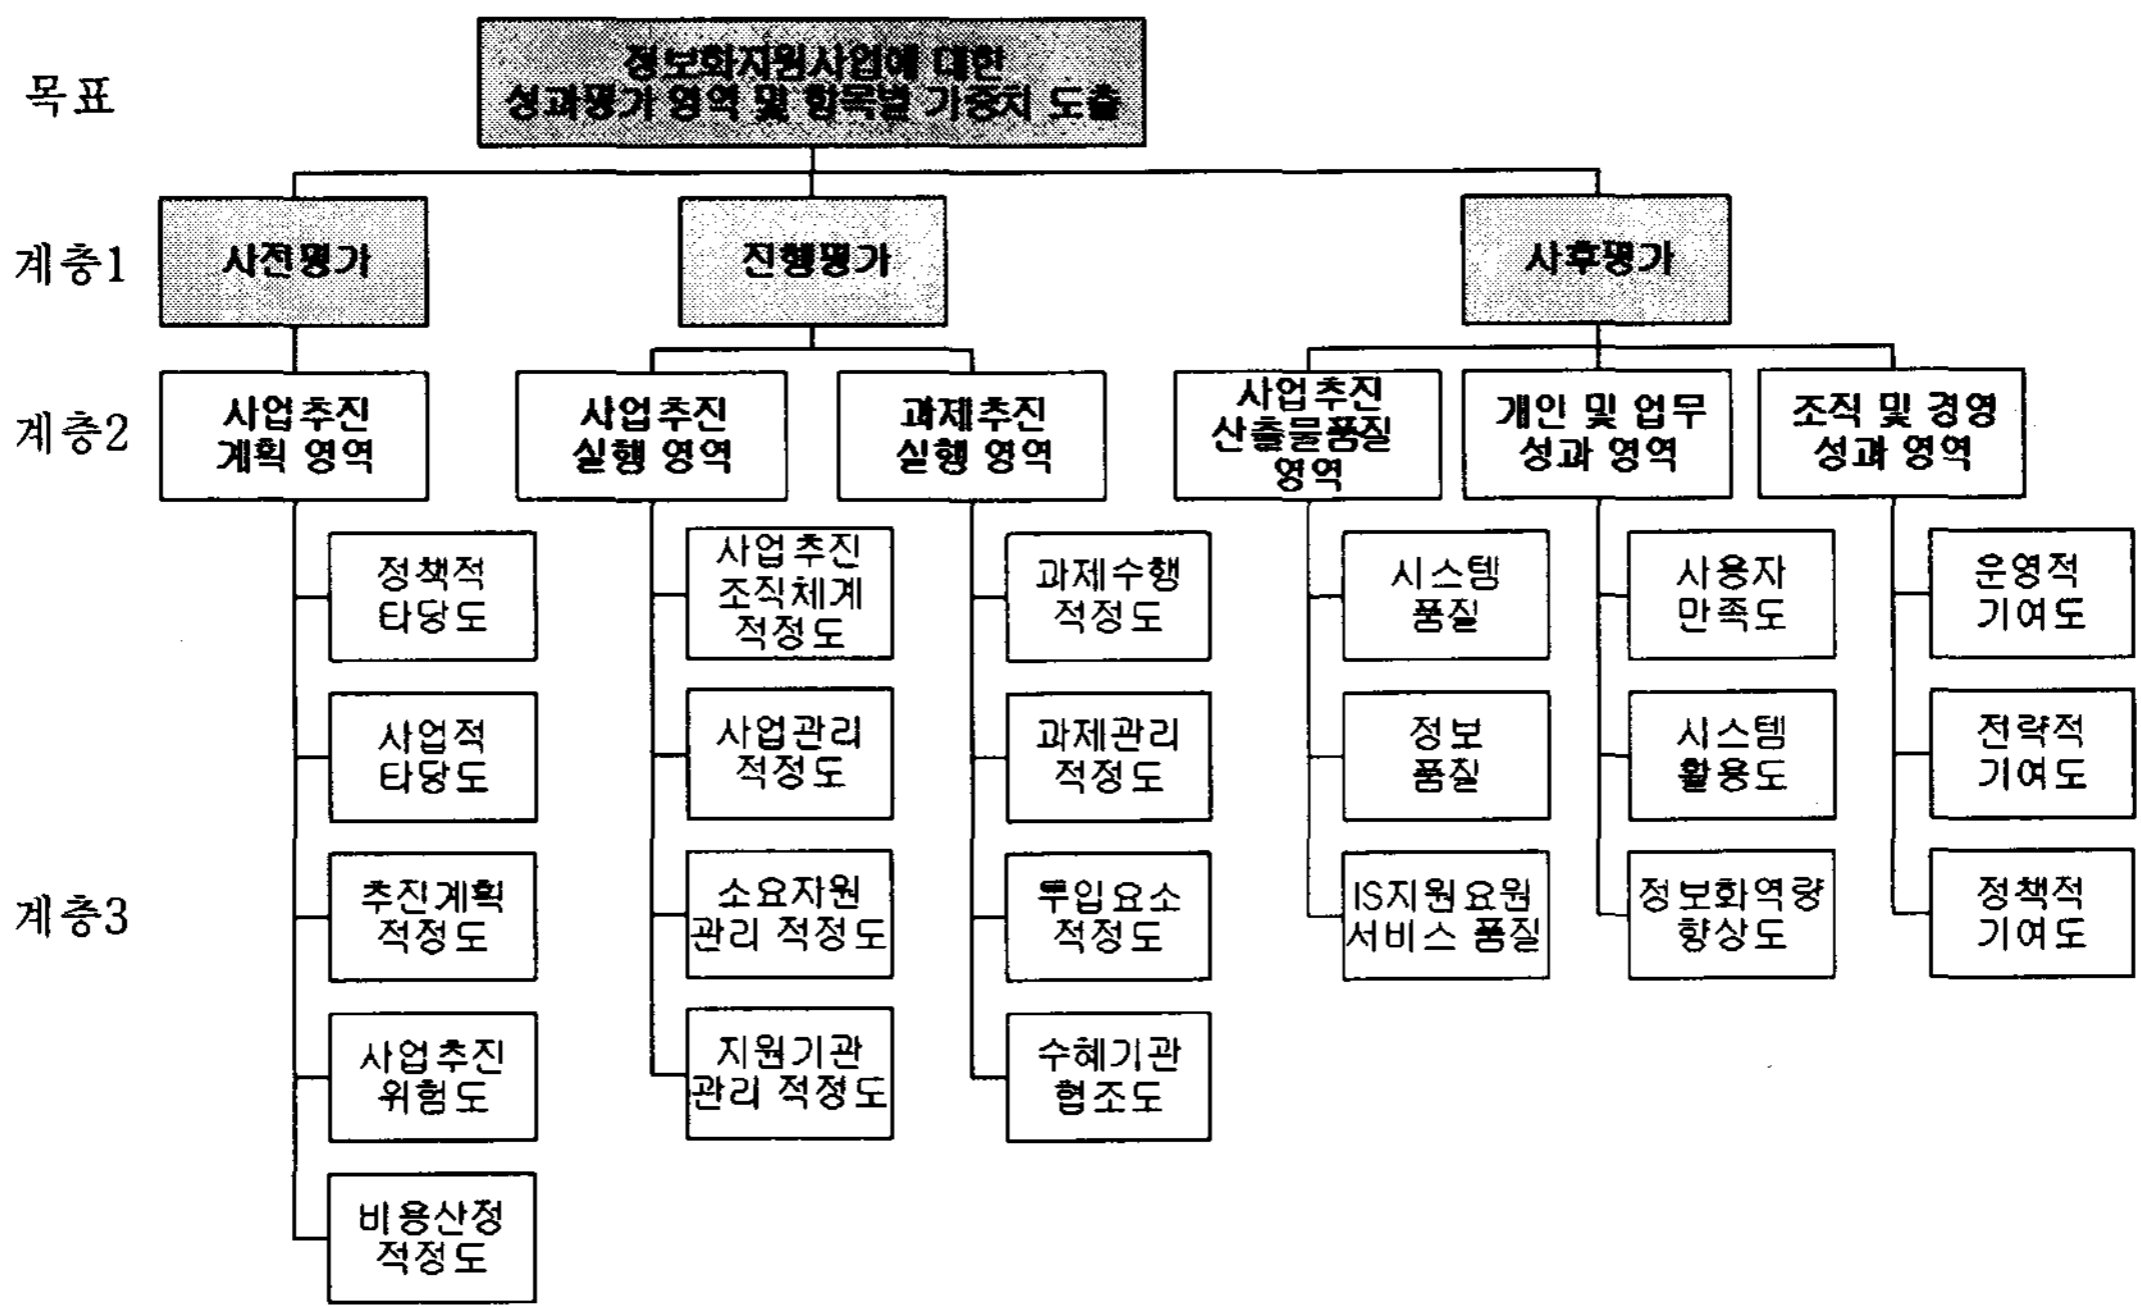 목표
정보화지원사업에 대한
성과평가 영역 및 항목별 가중치 도출
계층1
사전평가
진행평가
사후평가
계층2
사업추진
계획 영역
사업추진
실행 영역
과제추진
실행 영역
사업추진
산출물품질
영역
개인 및 업무
성과 영역
조직 및 경영
성과 영역
계층3
정책적
타당도
사업적
타당도
추진계획
적정도
사업추진
위험도
비용산정
적정도
사업추진
조직체계
적정도
사업관리
적정도
소요자원
관리 적정도
지원기관
관리 적정도
과제수행
적정도
과제관리
적정도
투입요소
적정도
수혜기관
협조도
시스템
품질
정보
품질
IS지원요원
서비스 품질
사용자
만족도
시스템
활용도
정보화역량
향상도
운영적
기여도
전략적
기여도
정책적
기여도